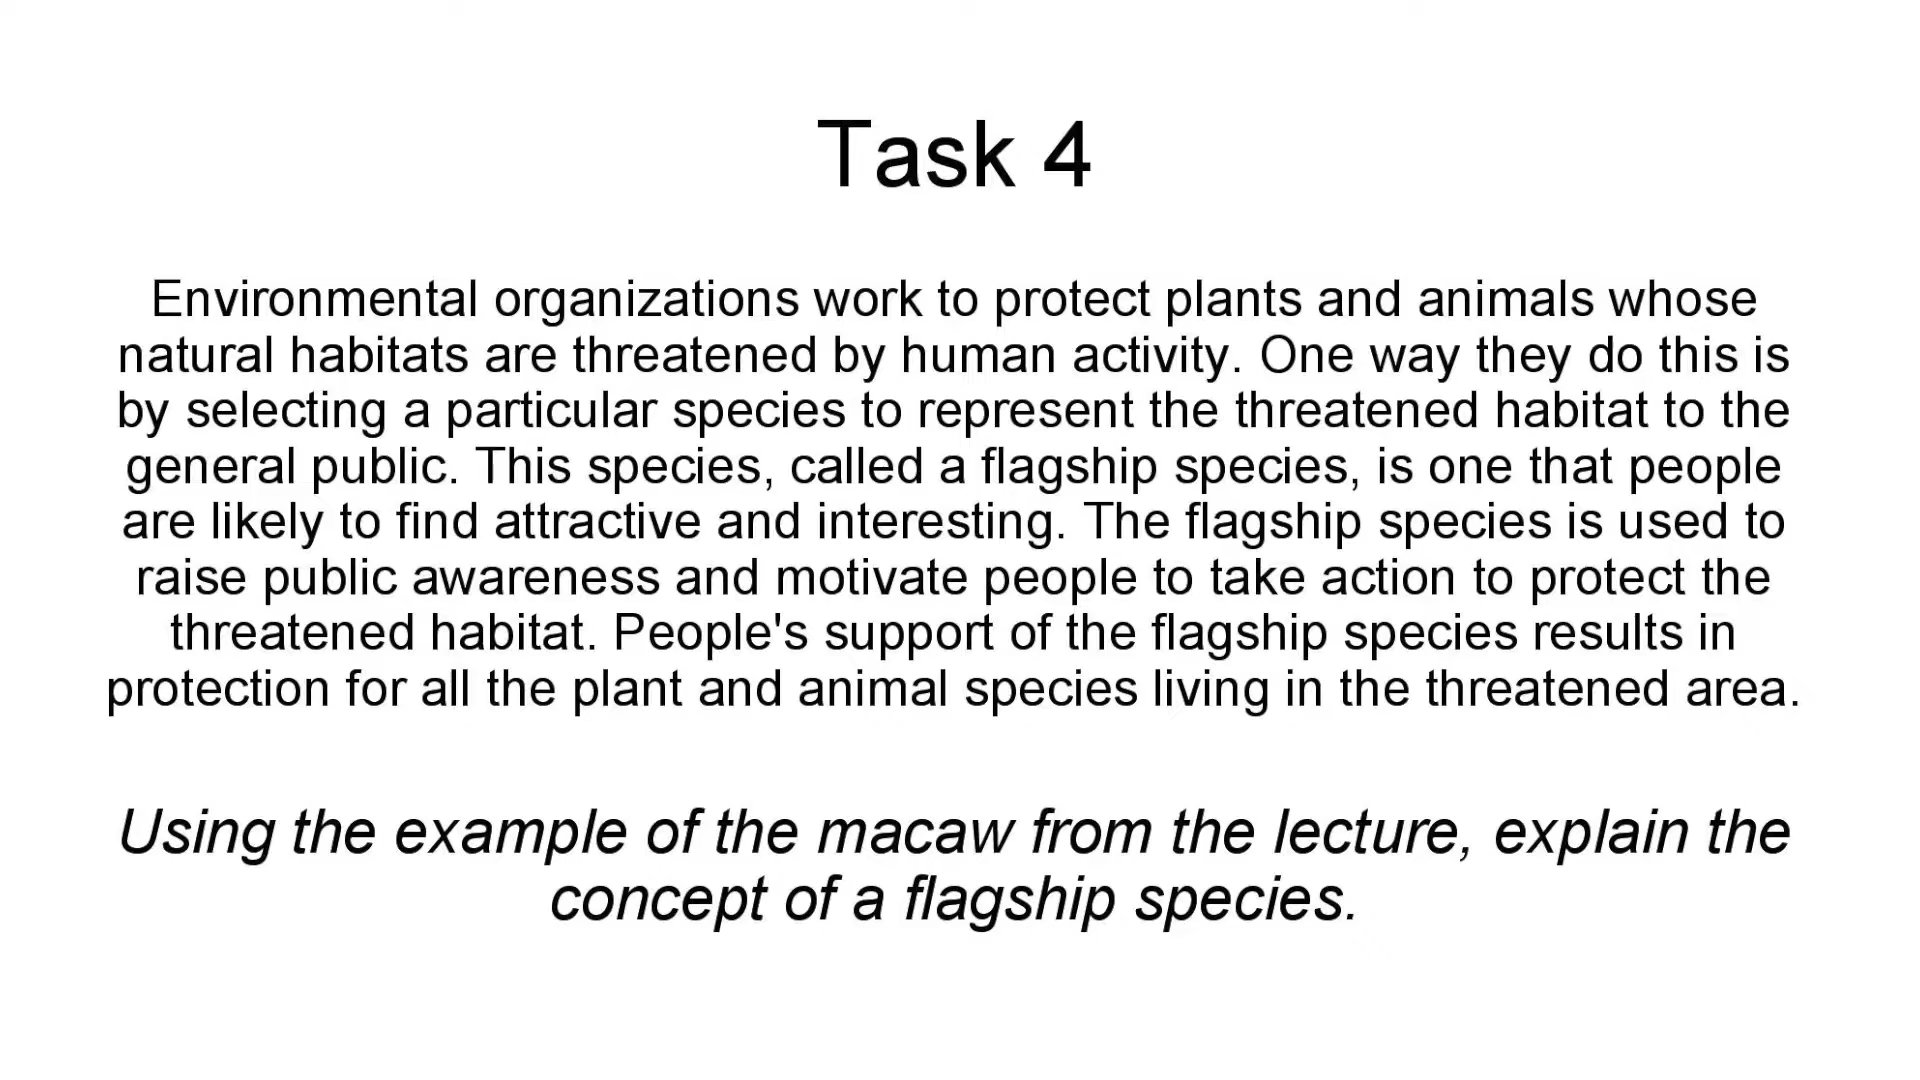 Task 4
Environmental organizations work to protect plants and animals whose
natural habitats are threatened by human activity. One way they do this is
by selecting a particular species to represent the threatened habitat to the
general public. This species, called a flagship species, is one that people
are likely to find attractive and interesting. The flagship species is used to
raise public awareness and motivate people to take action to protect the
threatened habitat. People's support of the flagship species results in
protection for all the plant and animal species living in the threatened area.
Using the example of the macaw from the lecture, explain the
concept of a flagship species.